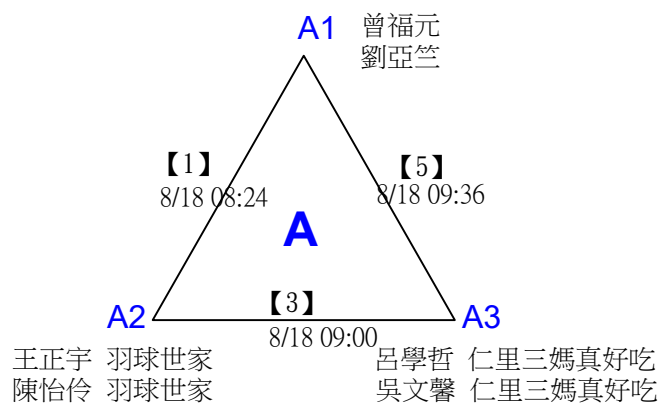 A1 曾福元
劉亞竺
【1】
8/18 08:24
【5】
8/18 09:36
A
【3】
8/18 09:00
A2
A3
王正宇 羽球世家
陳怡伶 羽球世家
呂學哲 仁里三媽真好吃
吳文馨 仁里三媽真好吃